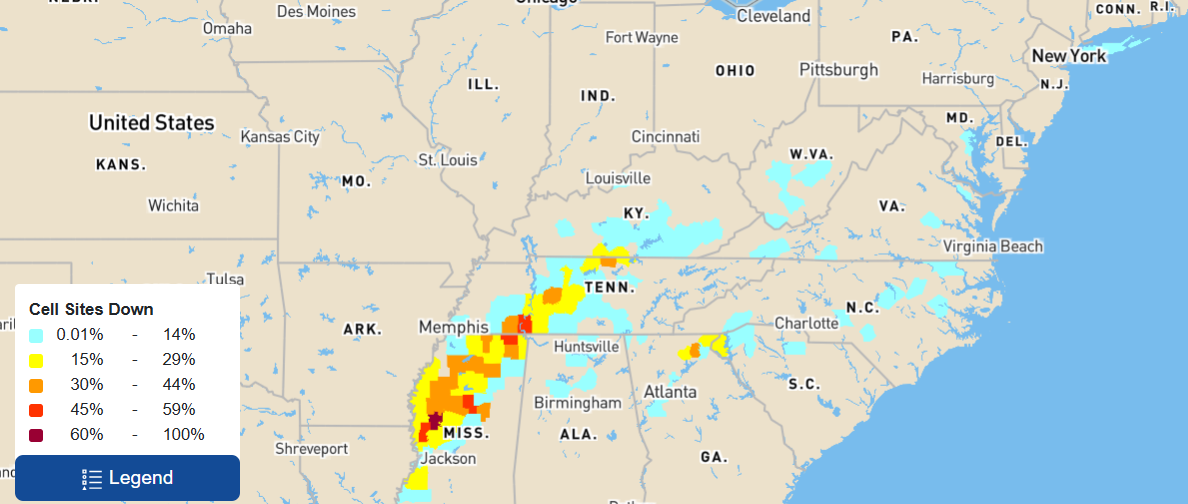 Des Moines
Chicago
Cleveland
CONN.
R.I.
Omaha
Fort Wayne
PA.
New York
ILL.
OHIO
Pittsburgh
Harrisburg
N.J.
IND.
United States
Kansas City
Cincinnati
MD.
DEL.
KANS.
St. Louis
W.VA.
MO.
Louisville
Wichita
KY.
VA.
Virginia Beach
Tulsa
TENN.
N.C.
ARK.
Memphis
Charlotte
Huntsville
Atlanta
S.C.
Birmingham
MISS.
ALA.
Shreveport
Jackson
GA.
Cell Sites Down
0.01% - 14%
15% - 29%
30% - 44%
45% - 59%
60% - 100%
Legend